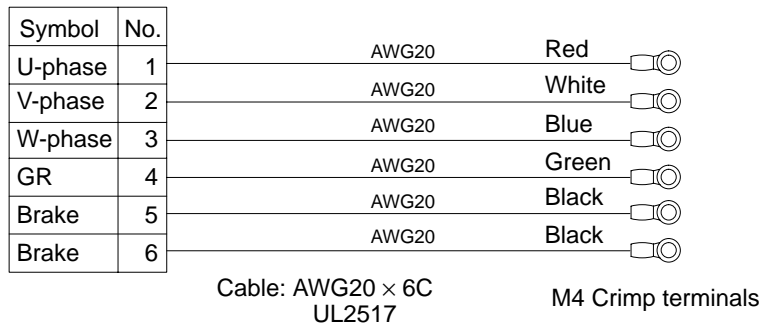 Symbol No.
U-phase 1 AWG20 Red
V-phase 2 AWG20 White
W-phase 3 AWG20 Blue
GR 4 AWG20 Green
Brake 5 AWG20 Black
Brake 6 AWG20 Black
Cable: AWG20 × 6C
UL2517
M4 Crimp terminals